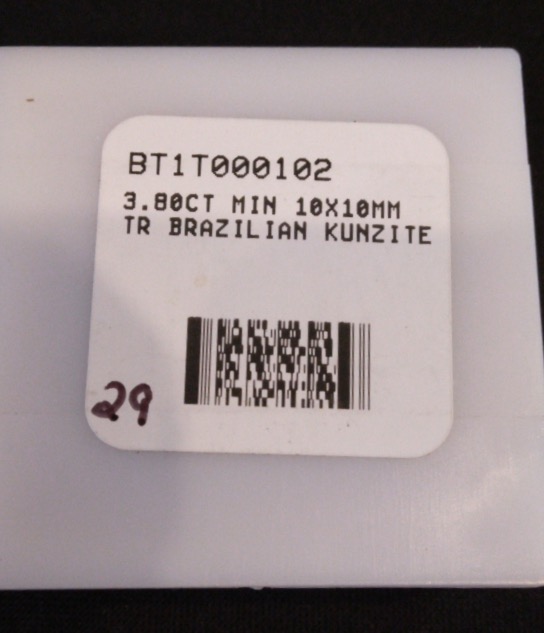 BT1T000102
3.80CT MIN 10X10MM
TR BRAZILIAN KUNZITE
29